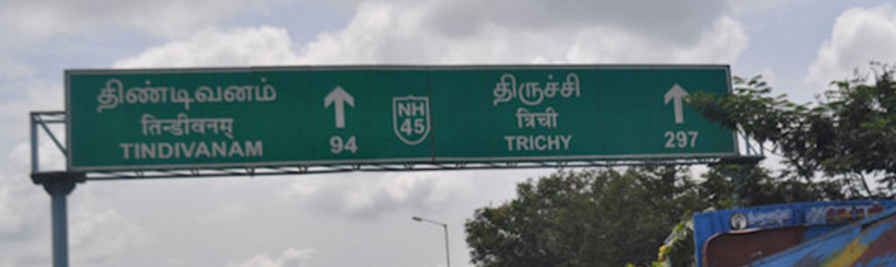 திண்டிவனம்
तिन्डीवनम्
TINDIVANAM
94
NH
45
திருச்சி
त्रिची
TRICHY
297